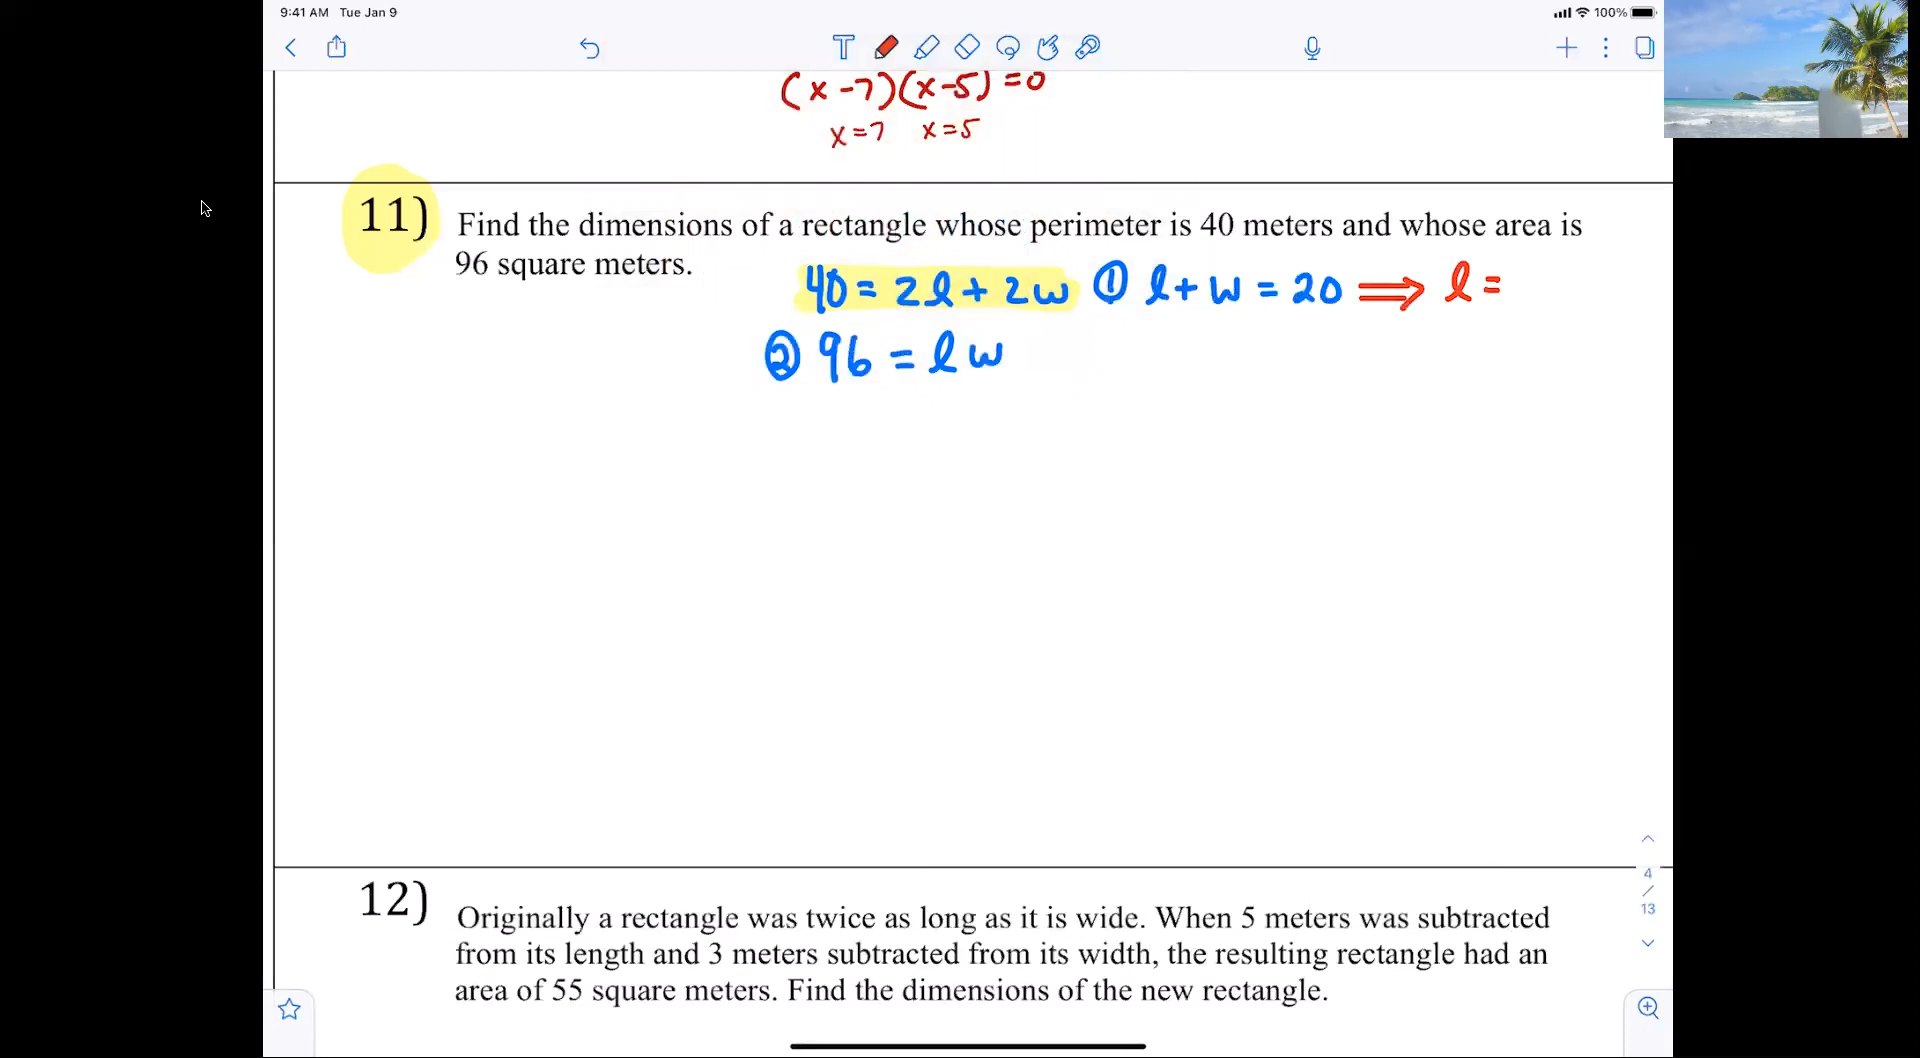 9:41 AM Tue Jan 9
100%
(x-7)(x-5)=0
x=7 x=5
11) Find the dimensions of a rectangle whose perimeter is 40 meters and whose area is
96 square meters.
40 = 2l + 2w ① l + w = 20 ⟹ l =
② 96 = lw
4
/
13
12)
Originally a rectangle was twice as long as it is wide. When 5 meters was subtracted
from its length and 3 meters subtracted from its width, the resulting rectangle had an
area of 55 square meters. Find the dimensions of the new rectangle.